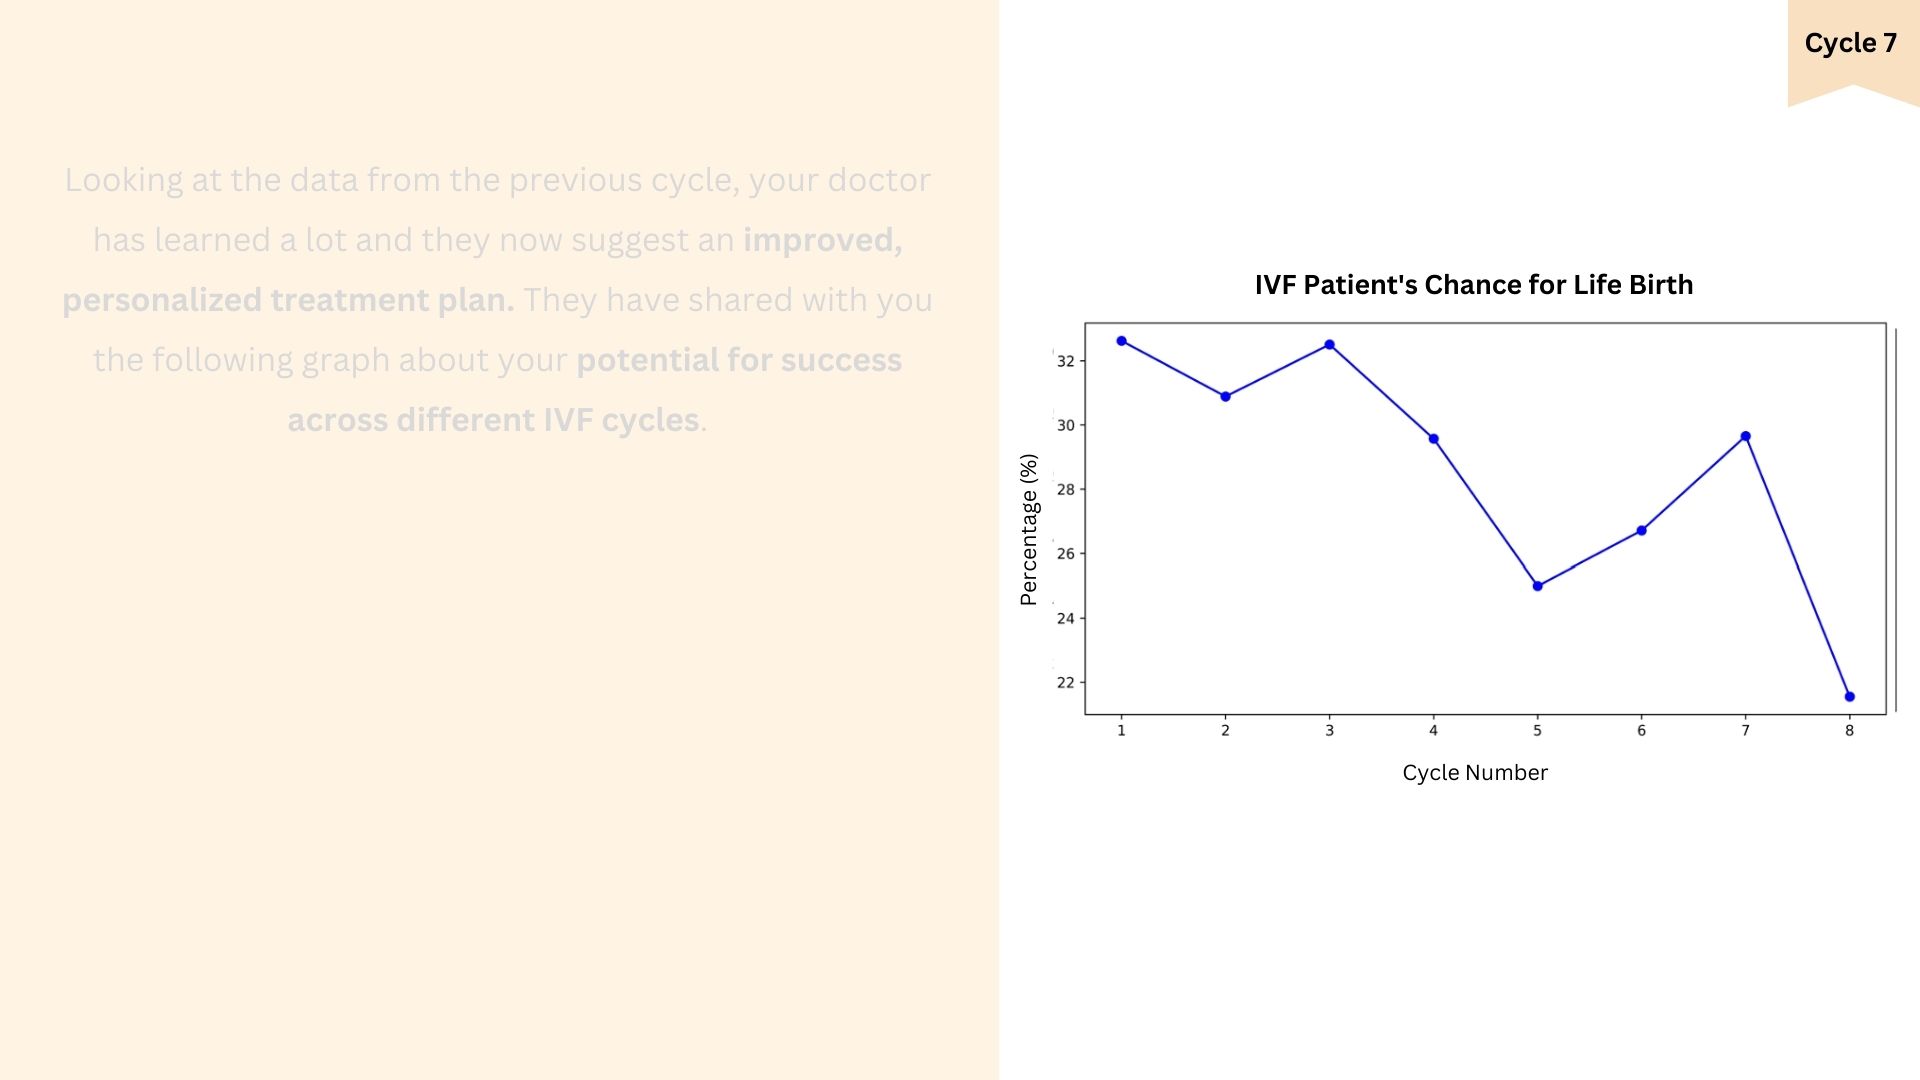 Cycle 7
Looking at the data from the previous cycle, your doctor
has learned a lot and they now suggest an improved,
personalized treatment plan. They have shared with you
the following graph about your potential for success
across different IVF cycles.
IVF Patient's Chance for Life Birth
Percentage (%)
32
30
28
26
24
22
1 2 3 4 5 6 7 8
Cycle Number